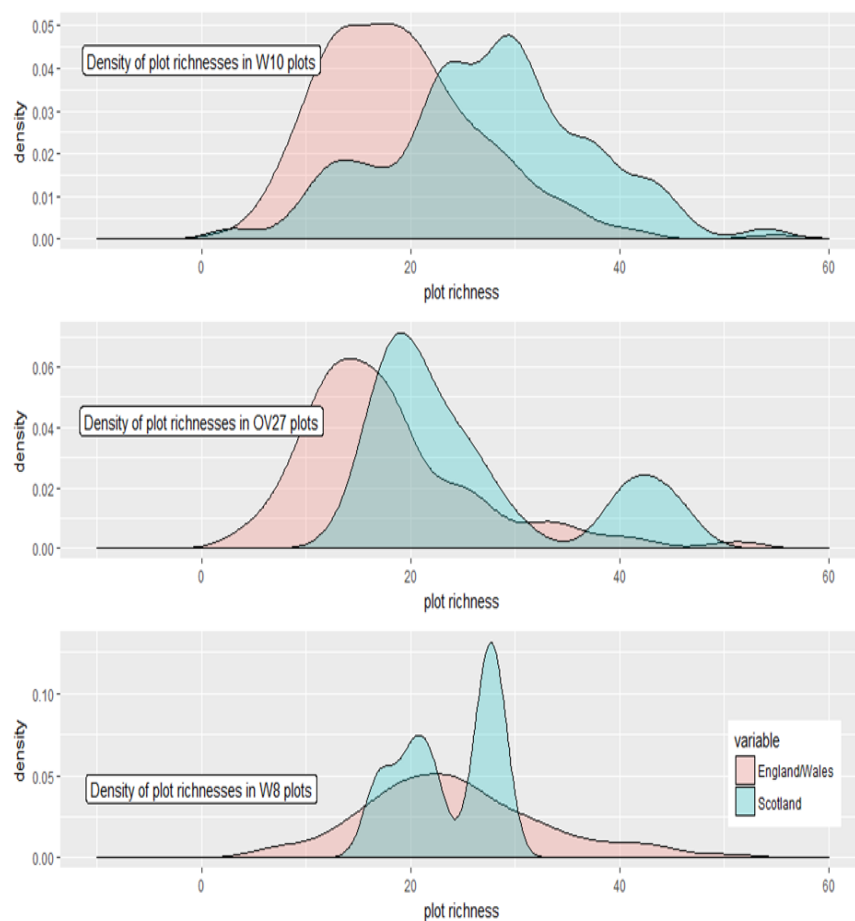 0.05
0.04
0.03
0.02
0.01
0.00
density
Density of plot richnesses in W10 plots
0 20 40 60
plot richness
0.06
0.04
0.02
0.00
density
Density of plot richnesses in OV27 plots
0 20 40 60
plot richness
0.10
0.05
0.00
density
Density of plot richnesses in W8 plots
variable
England/Wales
Scotland
0 20 40 60
plot richness